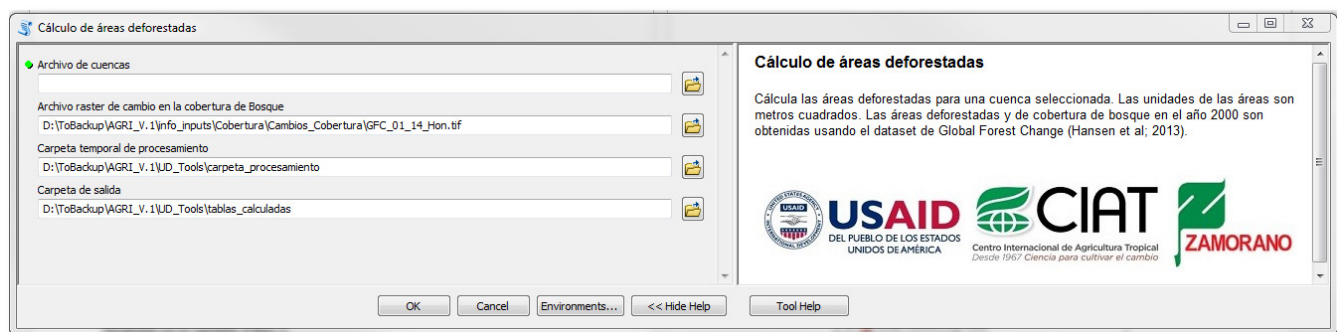 Cálculo de áreas deforestadas
Archivo de cuencas
Archivo raster de cambio en la cobertura de Bosque
D:\ToBackup\AGRI_V.1\info_inputs\Cobertura\Cambios_Cobertura\GFC_01_14_Hon.tif
Carpeta temporal de procesamiento
D:\ToBackup\AGRI_V.1\UD_Tools\carpeta_procesamiento
Carpeta de salida
D:\ToBackup\AGRI_V.1\UD_Tools\tablas_calculadas
Cálculo de áreas deforestadas
Cálcula las áreas deforestadas para una cuenca seleccionada. Las unidades de las áreas son
metros cuadrados. Las áreas deforestadas y de cobertura de bosque en el año 2000 son
obtenidas usando el dataset de Global Forest Change (Hansen et al; 2013).
USAID
USAID
DEL PUEBLO DE LOS ESTADOS
UNIDOS DE AMÉRICA
CIAT
Centro Internacional de Agricultura Tropical
Desde 1967 Ciencia para cultivar el cambio
ZAMORANO
OK
Cancel
Environments...
<< Hide Help
Tool Help